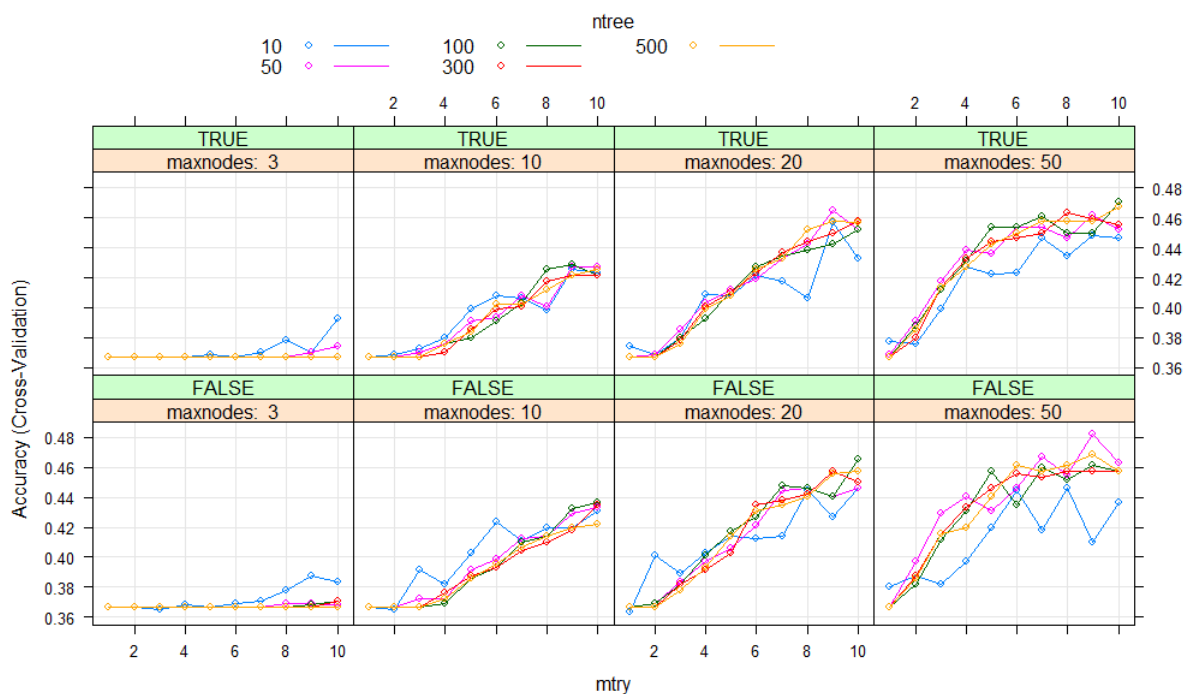 ntree
10 100 500
50 300
2 4 6 8 10 2 4 6 8 10
TRUE TRUE TRUE TRUE
maxnodes: 3 maxnodes: 10 maxnodes: 20 maxnodes: 50
0.48
0.46
0.44
0.42
0.40
0.38
0.36
FALSE FALSE FALSE FALSE
maxnodes: 3 maxnodes: 10 maxnodes: 20 maxnodes: 50
0.48
0.46
0.44
0.42
0.40
0.38
0.36
2 4 6 8 10 2 4 6 8 10
Accuracy (Cross-Validation)
mtry